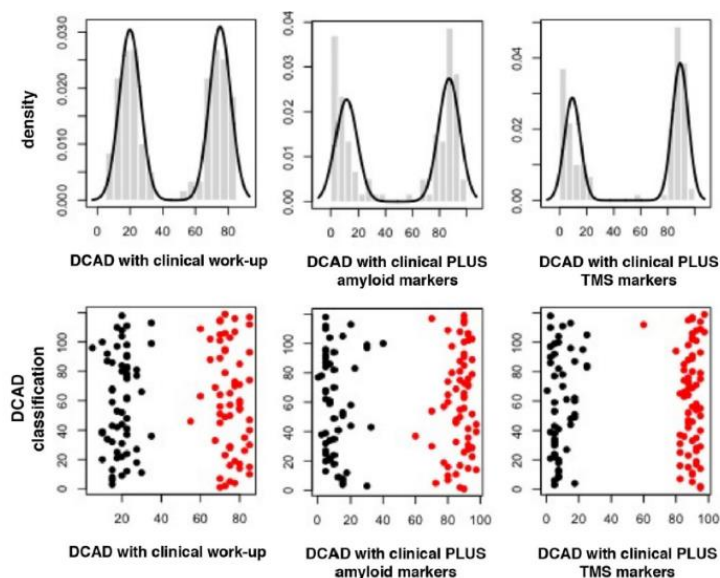 density
0.000 0.010 0.020 0.030
0 20 40 60 80
DCAD with clinical work-up
0.00 0.01 0.02 0.03 0.04
0 20 40 60 80
DCAD with clinical PLUS
amyloid markers
0.00 0.02 0.04
0 20 40 60 80
DCAD with clinical PLUS
TMS markers
DCAD
classification
0 20 40 60 80 100
20 40 60 80
DCAD with clinical work-up
0 20 40 60 80 100
0 20 40 60 80 100
DCAD with clinical PLUS
amyloid markers
0 20 40 60 80 100
0 20 40 60 80 100
DCAD with clinical PLUS
TMS markers